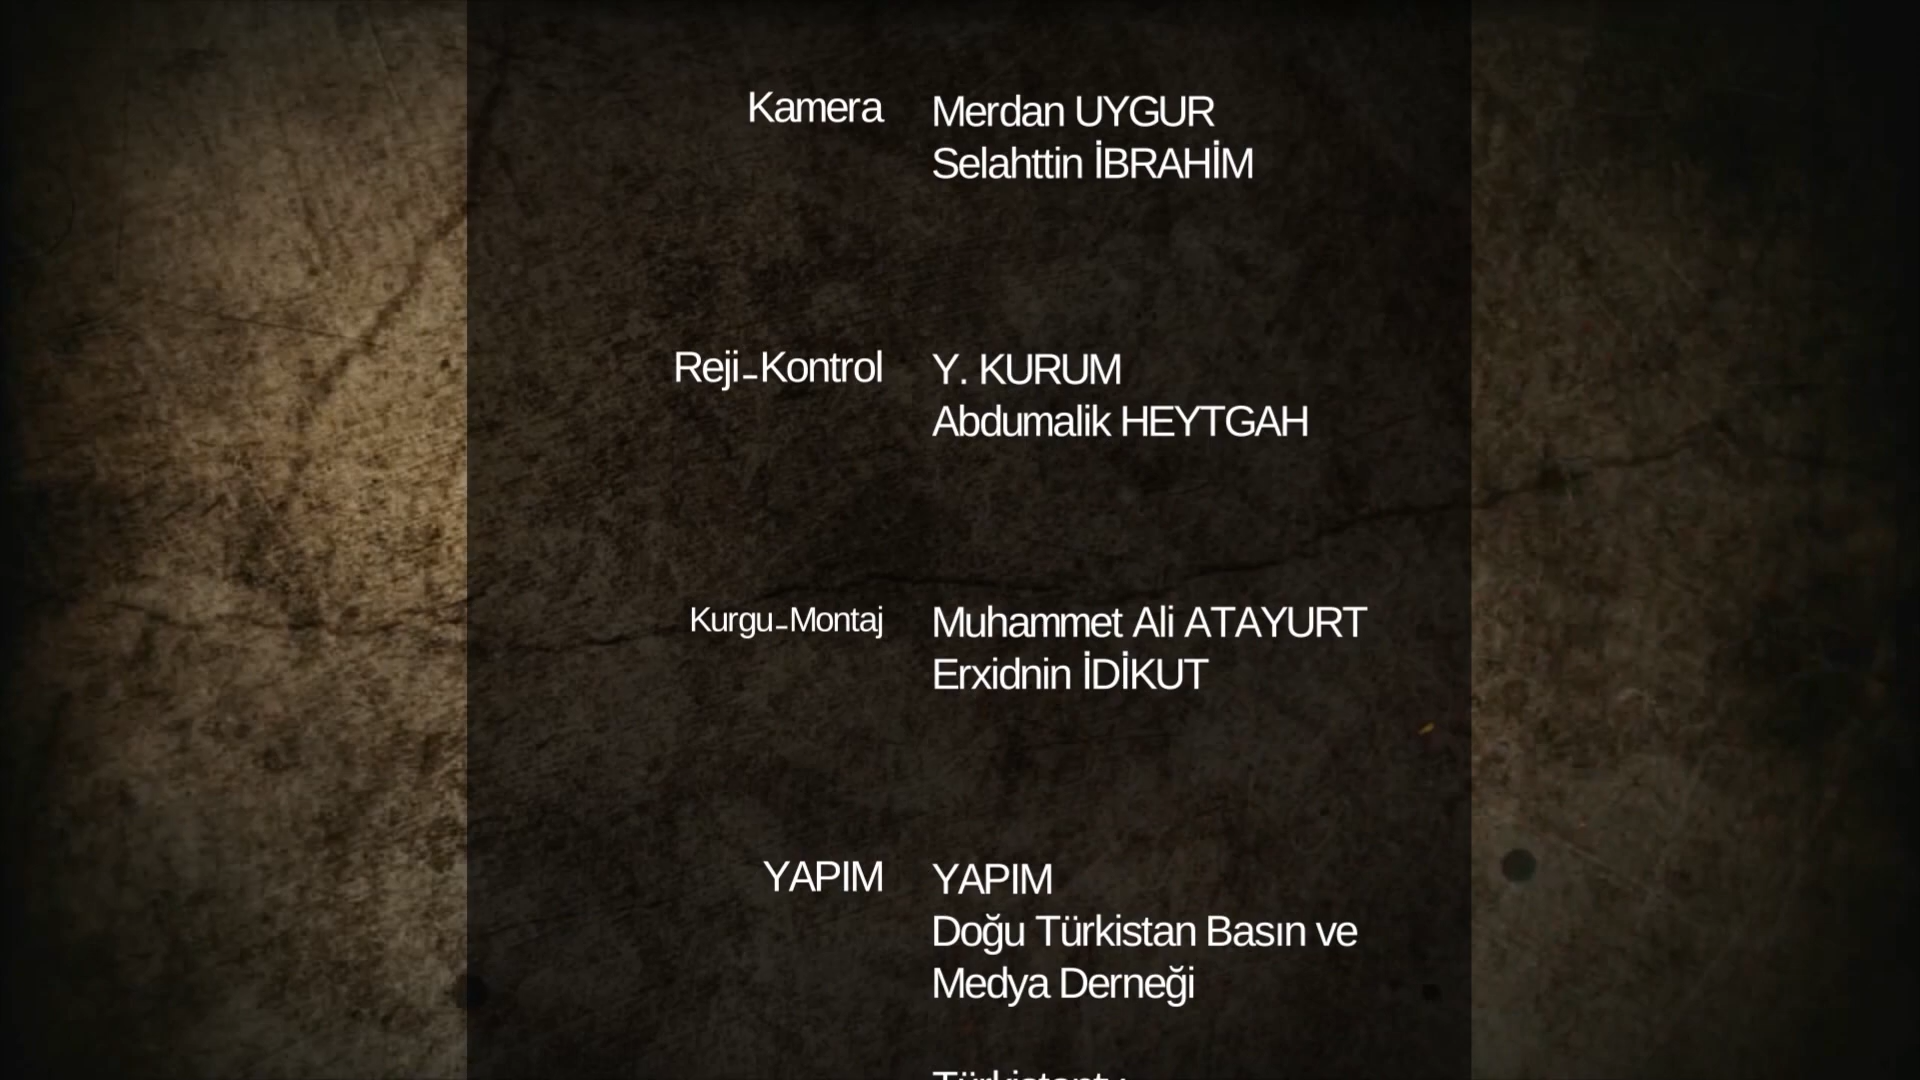 Kamera Merdan UYGUR
Selahttin İBRAHİM
Reji-Kontrol Y. KURUM
Abdumalik HEYTGAH
Kurgu-Montaj Muhammet Ali ATAYURT
Erxidnin İDİKUT
YAPIM YAPIM
Doğu Türkistan Basın ve
Medya Derneği